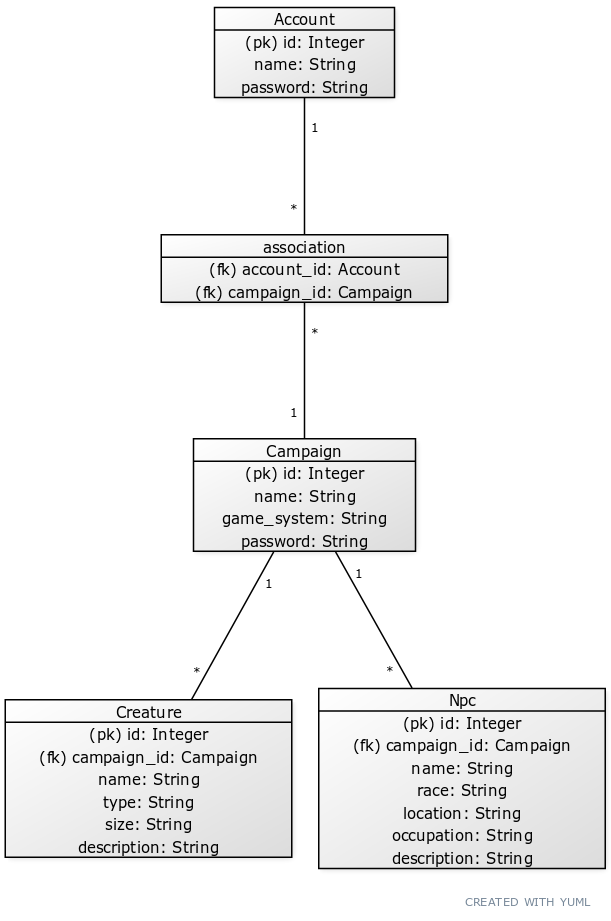 Account
(pk) id: Integer
name: String
password: String
1
*
association
(fk) account_id: Account
(fk) campaign_id: Campaign
*
1
Campaign
(pk) id: Integer
name: String
game_system: String
password: String
1
1
*
*
Creature
(pk) id: Integer
(fk) campaign_id: Campaign
name: String
type: String
size: String
description: String
Npc
(pk) id: Integer
(fk) campaign_id: Campaign
name: String
race: String
location: String
occupation: String
description: String
CREATED WITH YUML